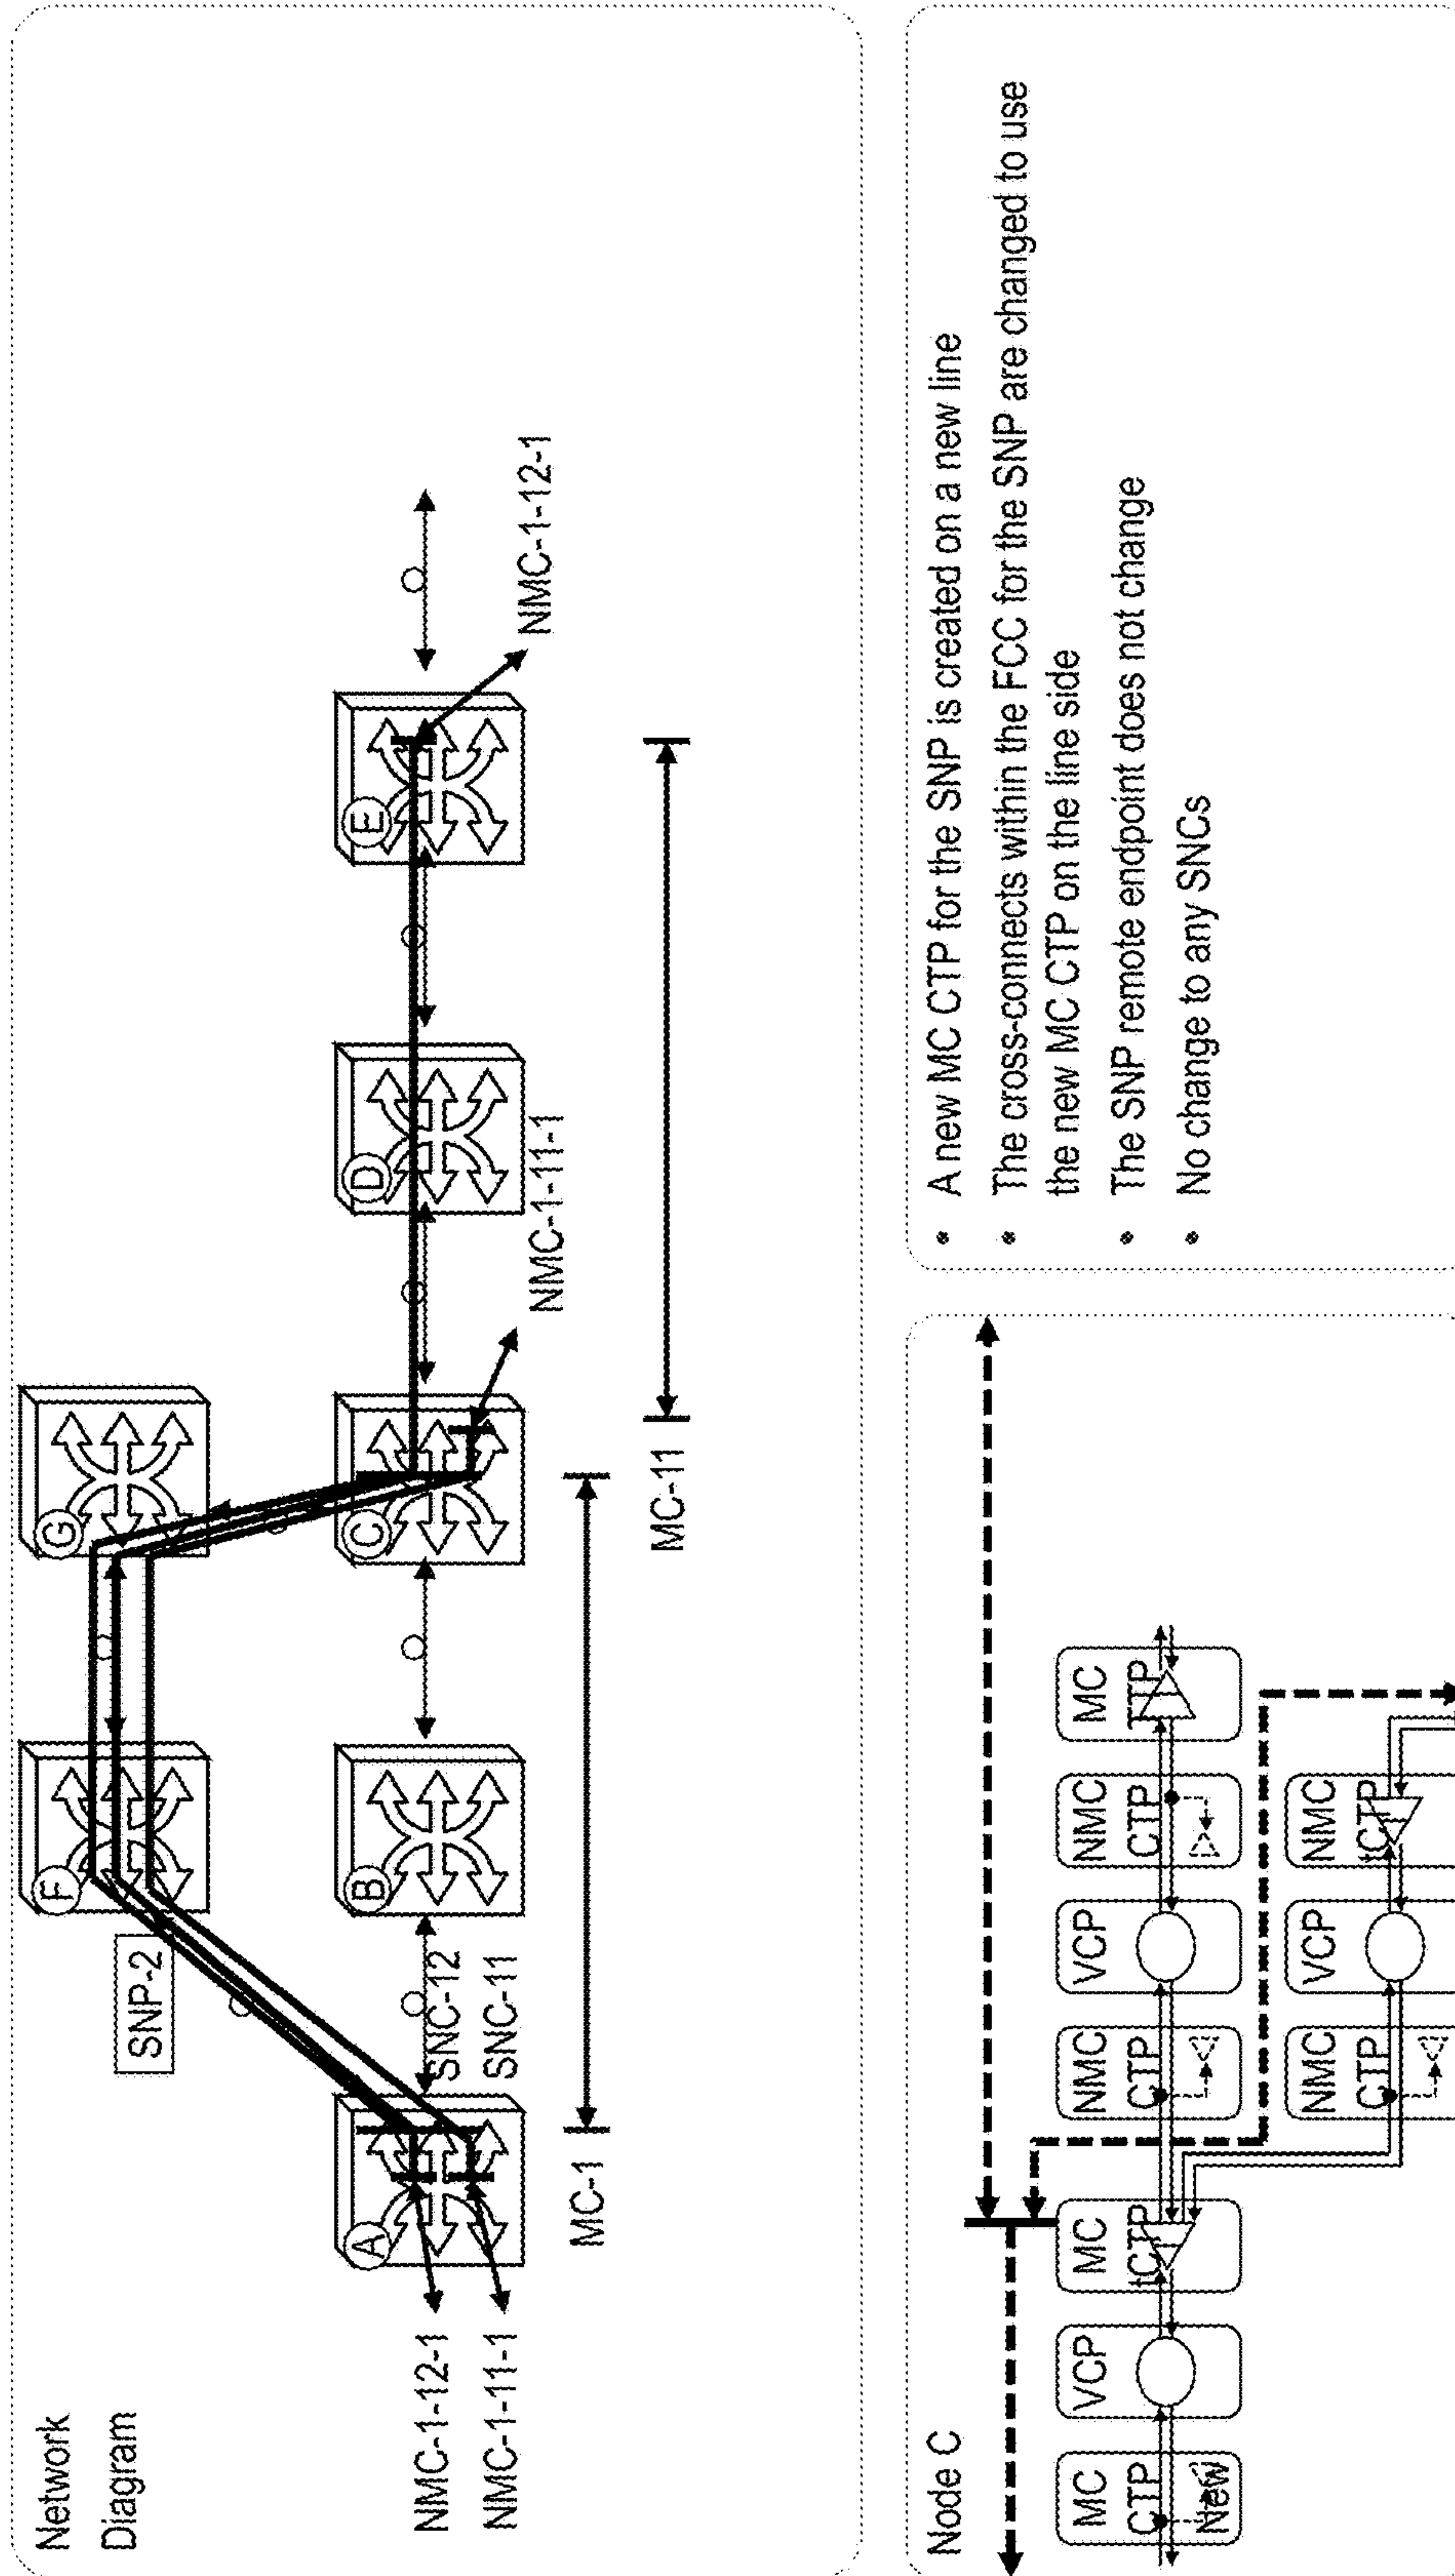 Network
Diagram
G
F
SNP-2
A
B
C
D
E
SNC-12
SNC-11
NMC-1-12-1
NMC-1-11-1
NMC-1-11-1
NMC-1-12-1
MC-1
MC-11
Node C
MC
CTP
New
VCP
MC
tCTP
NMC
CTP
VCP
NMC
CTP
MC
TTP
NMC
CTP
VCP
NMC
tCTP
• A new MC CTP for the SNP is created on a new line
• The cross-connects within the FCC for the SNP are changed to use
the new MC CTP on the line side
• The SNP remote endpoint does not change
• No change to any SNCs